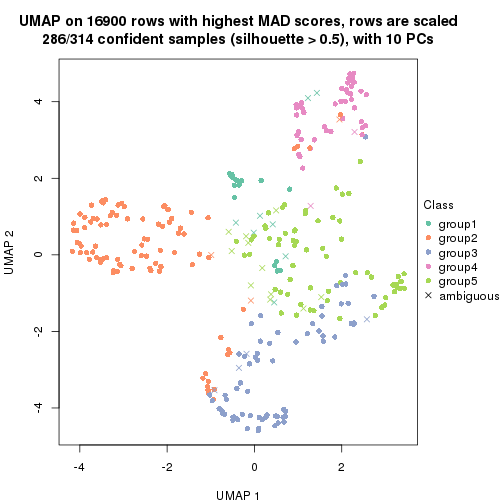 UMAP on 16900 rows with highest MAD scores, rows are scaled
286/314 confident samples (silhouette > 0.5), with 10 PCs
4
2
0
-2
-4
UMAP 2
-4
-2
0
2
UMAP 1
Class
group1
group2
group3
group4
group5
ambiguous